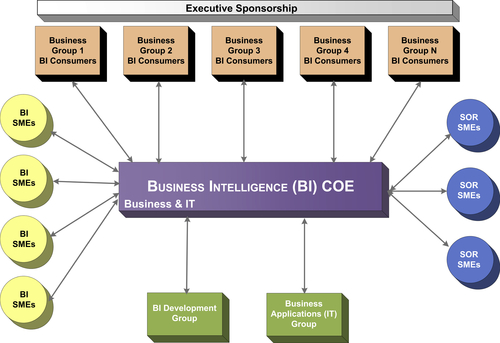 Executive Sponsorship
Business
Group 1
BI Consumers
Business
Group 2
BI Consumers
Business
Group 3
BI Consumers
Business
Group 4
BI Consumers
Business
Group N
BI Consumers
BI
SMEs
BI
SMEs
BI
SMEs
BI
SMEs
BUSINESS INTELLIGENCE (BI) COE
Business & IT
SOR
SMEs
SOR
SMEs
SOR
SMEs
BI Development
Group
Business
Applications (IT)
Group